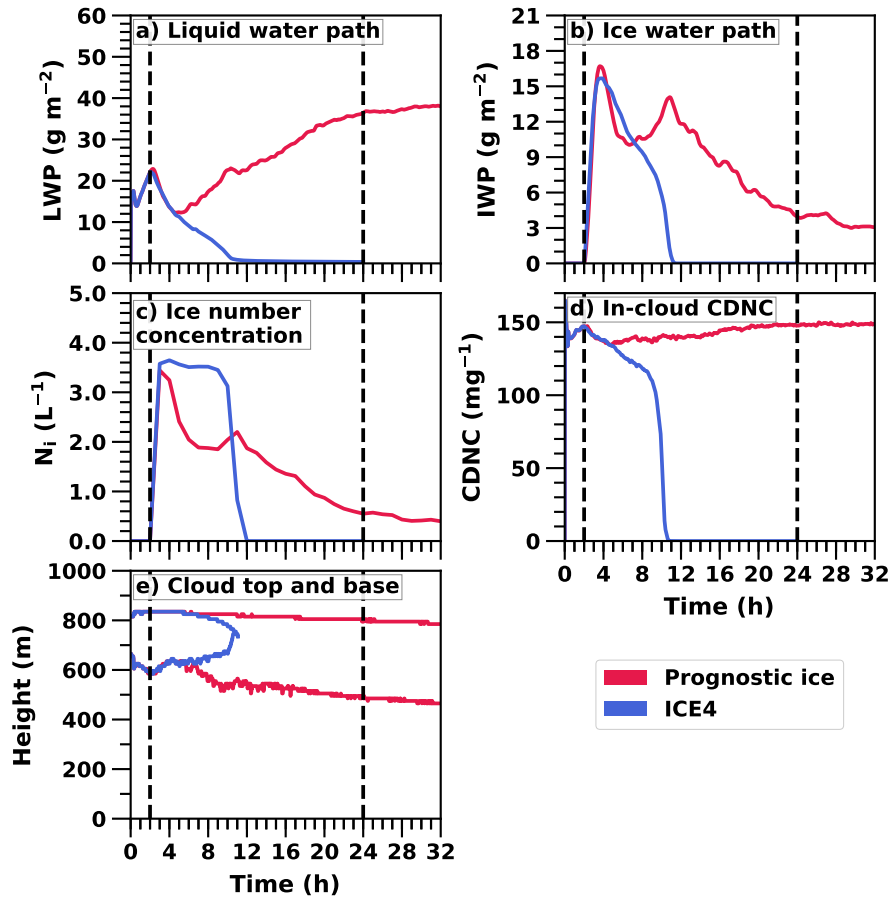 a) Liquid water path
60
50
40
30
20
10
0
LWP (g m⁻²)
b) Ice water path
21
18
15
12
9
6
3
0
IWP (g m⁻²)
c) Ice number
concentration
5.0
4.0
3.0
2.0
1.0
0.0
Nᵢ (L⁻¹)
d) In-cloud CDNC
150
100
50
0
CDNC (mg⁻¹)
0 4 8 12 16 20 24 28 32
Time (h)
e) Cloud top and base
1000
800
600
400
200
0
Height (m)
0 4 8 12 16 20 24 28 32
Time (h)
Prognostic ice
ICE4